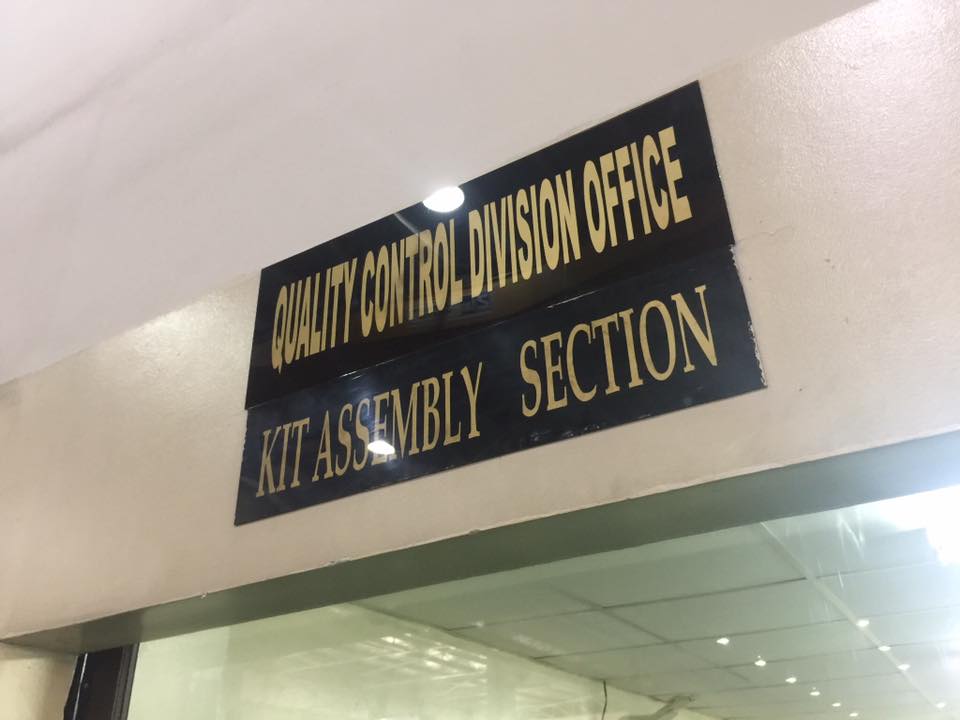 QUALITY CONTROL DIVISION OFFICE
KIT ASSEMBLY SECTION